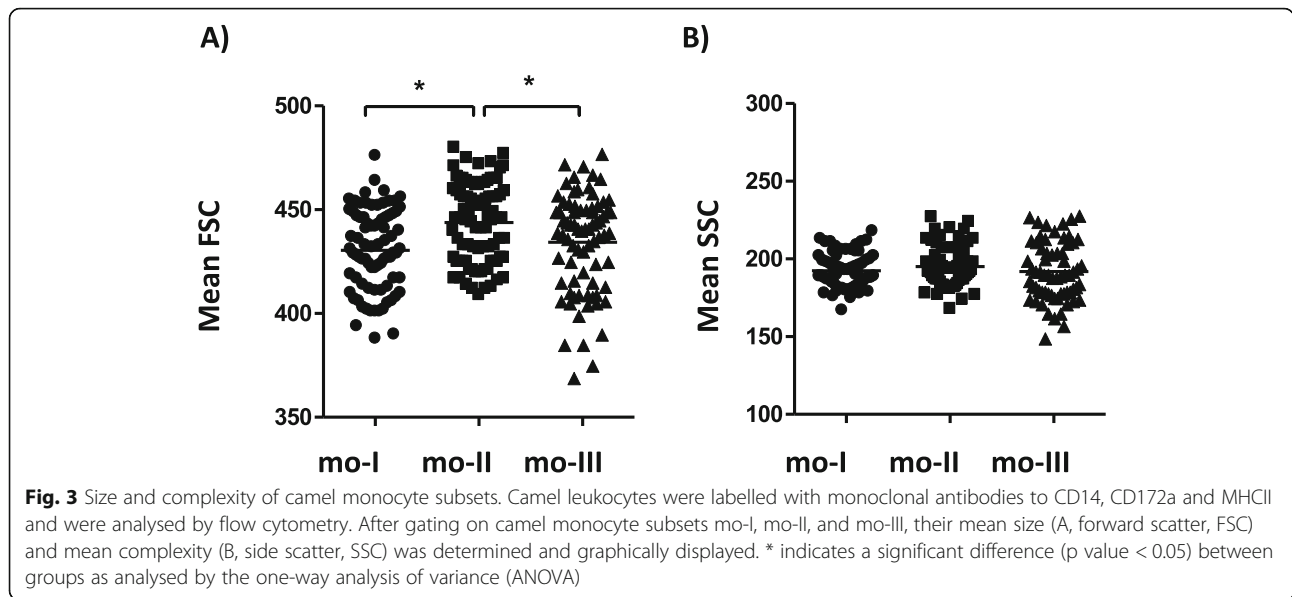 A)
B)
* *
500
450
400
350
Mean FSC
mo-I mo-II mo-III
300
250
200
150
100
Mean SSC
mo-I mo-II mo-III
Fig. 3 Size and complexity of camel monocyte subsets. Camel leukocytes were labelled with monoclonal antibodies to CD14, CD172a and MHCII
and were analysed by flow cytometry. After gating on camel monocyte subsets mo-I, mo-II, and mo-III, their mean size (A, forward scatter, FSC)
and mean complexity (B, side scatter, SSC) was determined and graphically displayed. * indicates a significant difference (p value < 0.05) between
groups as analysed by the one-way analysis of variance (ANOVA)